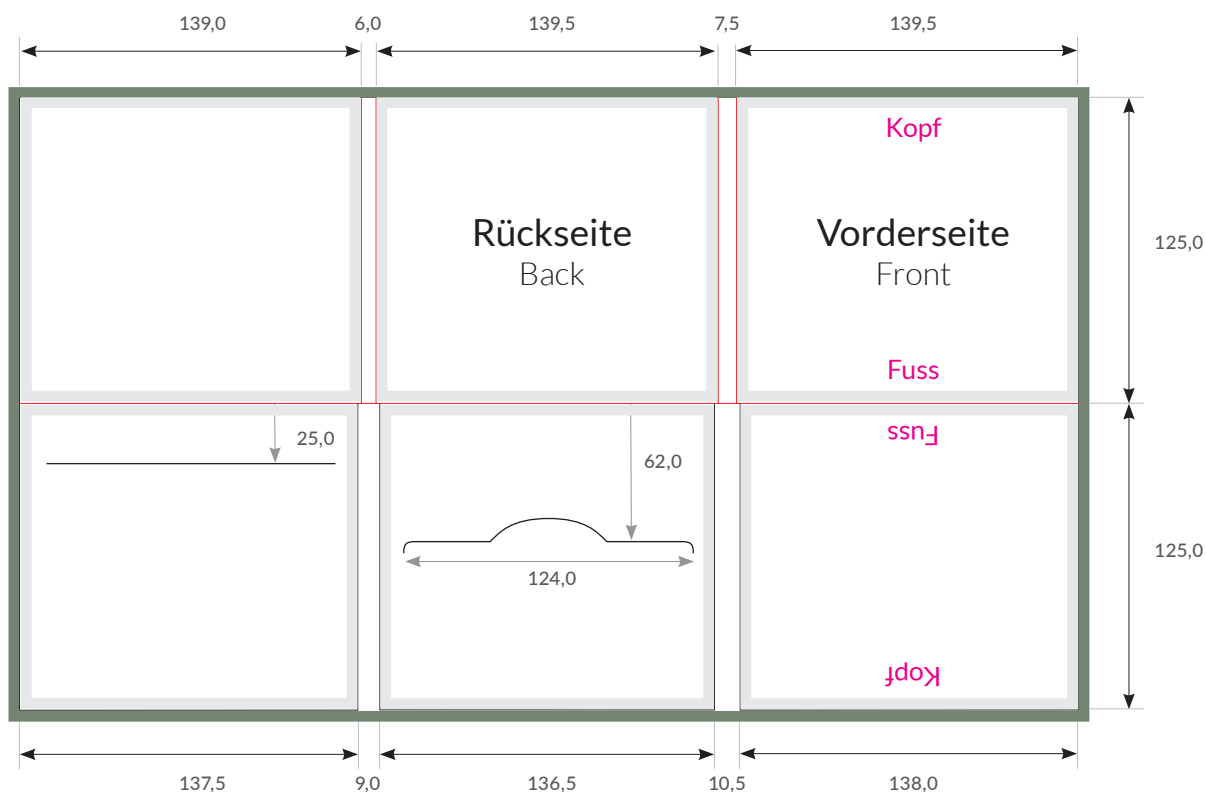 139,0 6,0 139,5 7,5 139,5
Kopf
Rückseite
Back
Vorderseite
Front
125,0
Fuss
Fuss
25,0
62,0
124,0
125,0
Kopf
137,5 9,0 136,5 10,5 138,0